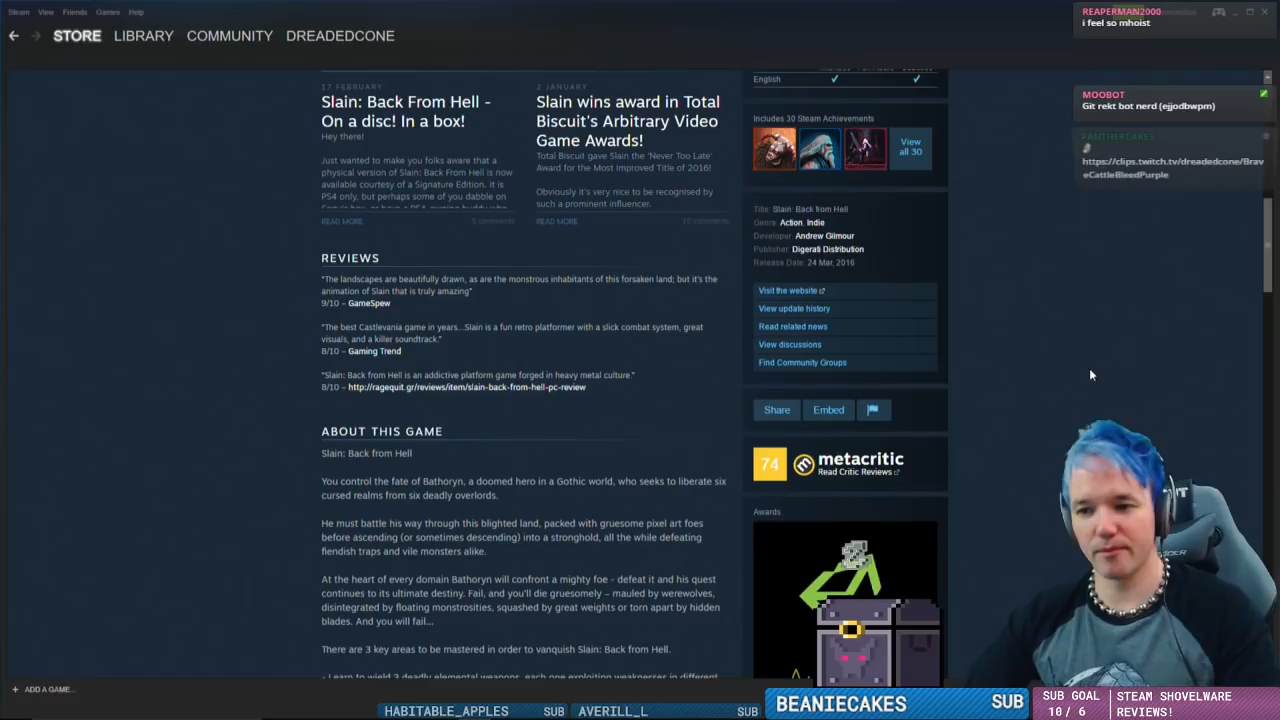 Steam View Friends Games Help
STORE LIBRARY COMMUNITY DREADEDCONE
REAPERMAN2000
i feel so mhoist
MOOBOT
Git rekt bot nerd (ejjodbwpm)
PANTHERCAKES
https://clips.twitch.tv/dreadedcone/Brav
eCattleBleedPurple
17 FEBRUARY
Slain: Back From Hell -
On a disc! In a box!
Hey there!
Just wanted to make you folks aware that a
physical version of Slain: Back From Hell is now
available courtesy of a Signature Edition. it is
PS4 only, but perhaps some of you dabble on
READ MORE
5 comments
2 JANUARY
Slain wins award in Total
Biscuit's Arbitrary Video
Game Awards!
Total Biscuit gave Slain the 'Never Too Late'
Award for the Most Improved Title of 2016!
Obviously it's very nice to be recognised by
such a prominent influencer.
READ MORE
15 comments
REVIEWS
"The landscapes are beautifully drawn, as are the monstrous inhabitants of this forsaken land; but it's the
animation of Slain that is truly amazing"
9/10 – GameSpew
"The best Castlevania game in years...Slain is a fun retro platformer with a slick combat system, great
visuals, and a killer soundtrack."
8/10 – Gaming Trend
"Slain: Back from Hell is an addictive platform game forged in heavy metal culture."
8/10 – http://ragequit.gr/reviews/item/slain-back-from-hell-pc-review
ABOUT THIS GAME
Slain: Back from Hell
You control the fate of Bathoryn, a doomed hero in a Gothic world, who seeks to liberate six
cursed realms from six deadly overlords.
He must battle his way through this blighted land, packed with gruesome pixel art foes
before ascending (or sometimes descending) into a stronghold, all the while defeating
fiendish traps and vile monsters alike.
At the heart of every domain Bathoryn will confront a mighty foe - defeat it and his quest
continues to its ultimate destiny. Fail, and you'll die gruesomely – mauled by werewolves,
disintegrated by floating monstrosities, squashed by great weights or torn apart by hidden
blades. And you will fail...
There are 3 key areas to be mastered in order to vanquish Slain: Back from Hell.
- Learn to wield 3 deadly elemental weapons, each one exploiting weaknesses in different
English
Includes 30 Steam Achievements
View
all 30
Title: Slain: Back from Hell
Genre: Action, Indie
Developer: Andrew Gilmour
Publisher: Digerati Distribution
Release Date: 24 Mar, 2016
Visit the website
View update history
Read related news
View discussions
Find Community Groups
Share Embed
74 metacritic
Read Critic Reviews
Awards
+ ADD A GAME...
HABITABLE_APPLES SUB AVERILL_L SUB
BEANIECAKES SUB
SUB GOAL
10 / 6
STEAM SHOVELWARE
REVIEWS!